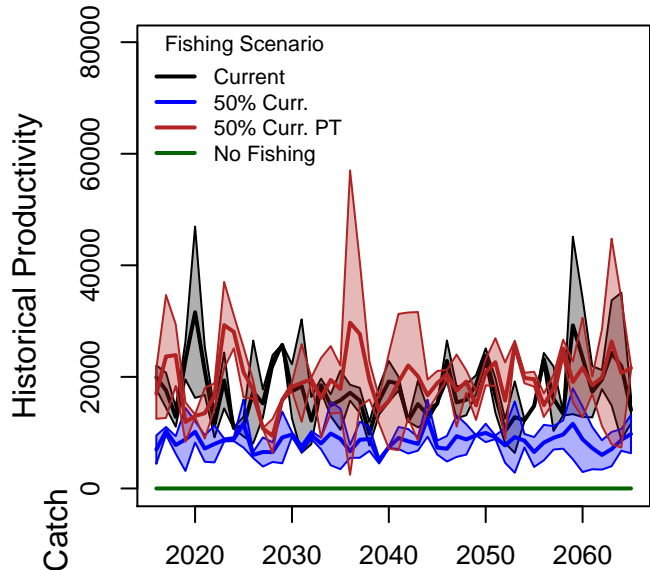 Historical Productivity
Catch
80000
60000
40000
20000
0
Fishing Scenario
Current
50% Curr.
50% Curr. PT
No Fishing
2020
2030
2040
2050
2060